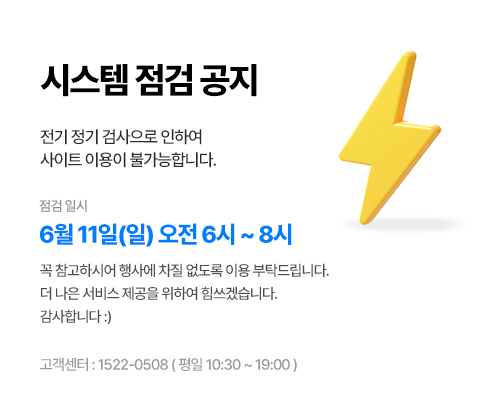 시스템 점검 공지
전기 정기 검사으로 인하여
사이트 이용이 불가능합니다.
점검 일시
6월 11일(일) 오전 6시 ~ 8시
꼭 참고하시어 행사에 차질 없도록 이용 부탁드립니다.
더 나은 서비스 제공을 위하여 힘쓰겠습니다.
감사합니다 :)
고객센터 : 1522-0508 ( 평일 10:30 ~ 19:00 )